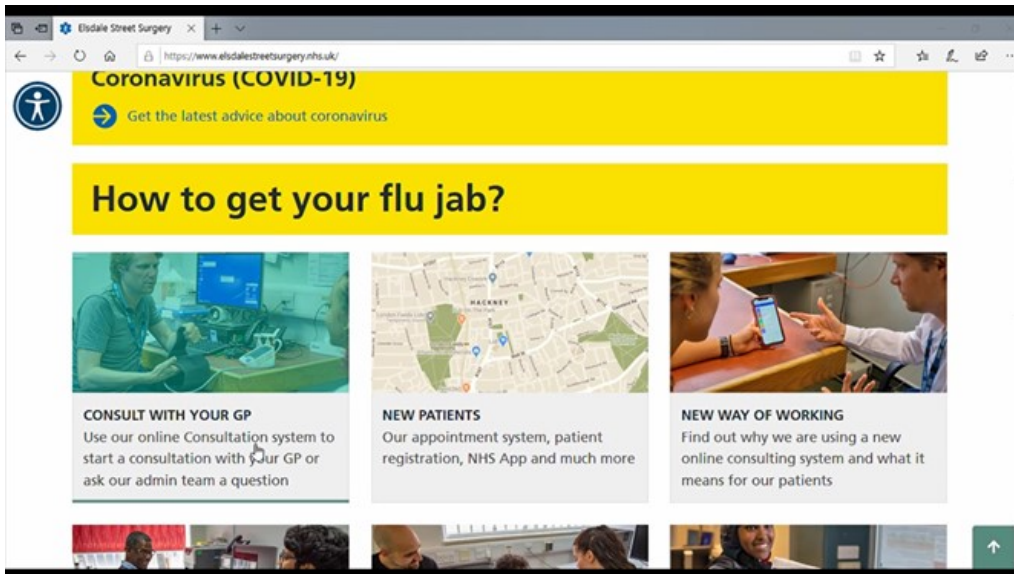 Elsdale Street Surgery
https://www.elsdalestreetsurgery.nhs.uk/
Coronavirus (COVID-19)
Get the latest advice about coronavirus
How to get your flu jab?
HACKNEY
CONSULT WITH YOUR GP
Use our online Consultation system to
start a consultation with your GP or
ask our admin team a question
NEW PATIENTS
Our appointment system, patient
registration, NHS App and much more
NEW WAY OF WORKING
Find out why we are using a new
online consulting system and what it
means for our patients